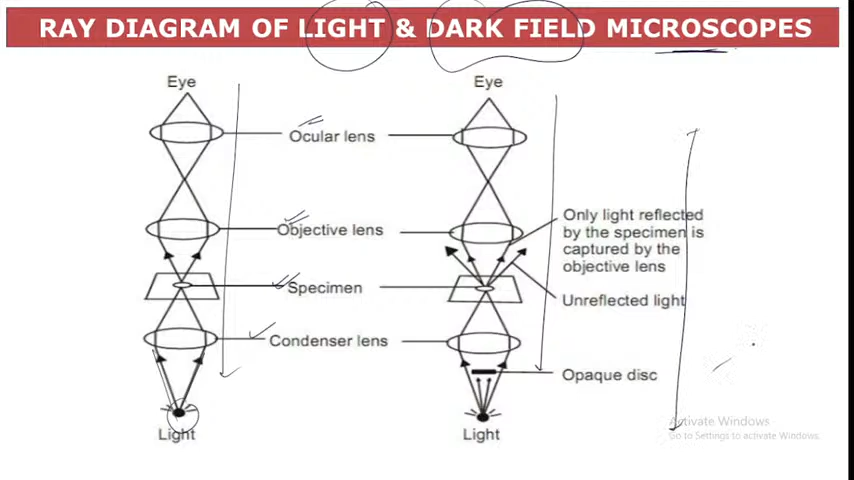 RAY DIAGRAM OF LIGHT & DARK FIELD MICROSCOPES
Eye
Eye
Ocular lens
Objective lens
Only light reflected
by the specimen is
captured by the
objective lens
Specimen
Unreflected light
Condenser lens
Opaque disc
Light
Light
Activate Windows
Go to Settings to activate Windows.